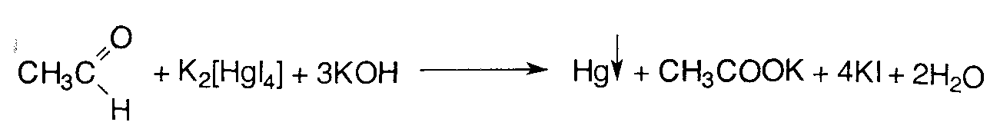 CH₃C(=O)H + K₂[HgI₄] + 3KOH ⟶ Hg↓ + CH₃COOK + 4KI + 2H₂O